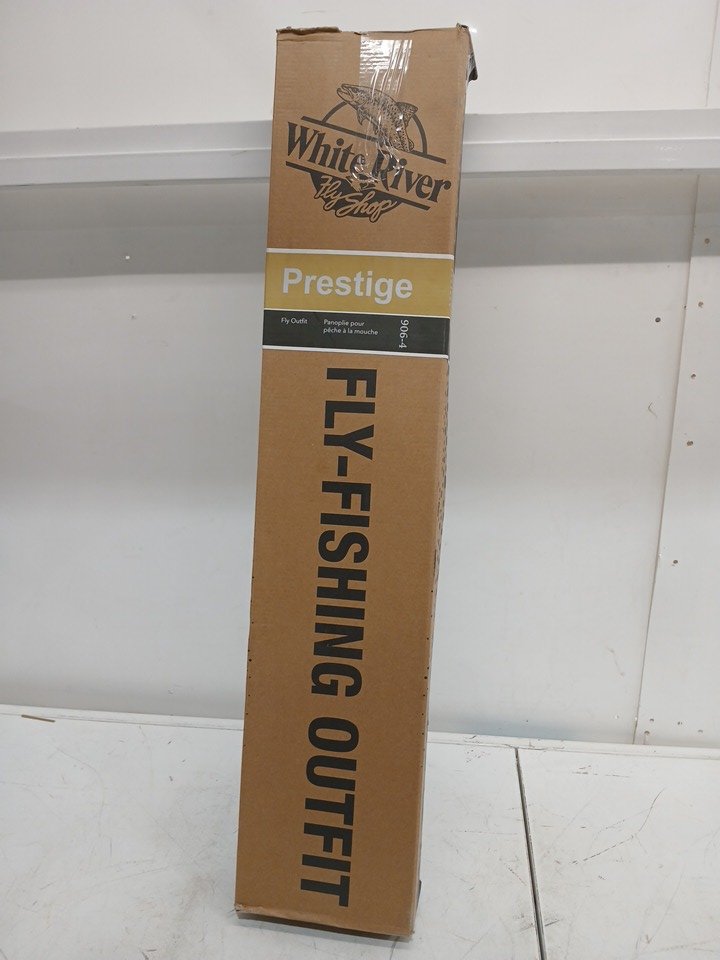 White River
Fly Shop
Prestige
Fly Outfit
Panoplie pour
pêche à la mouche
906-4
FLY-FISHING OUTFIT